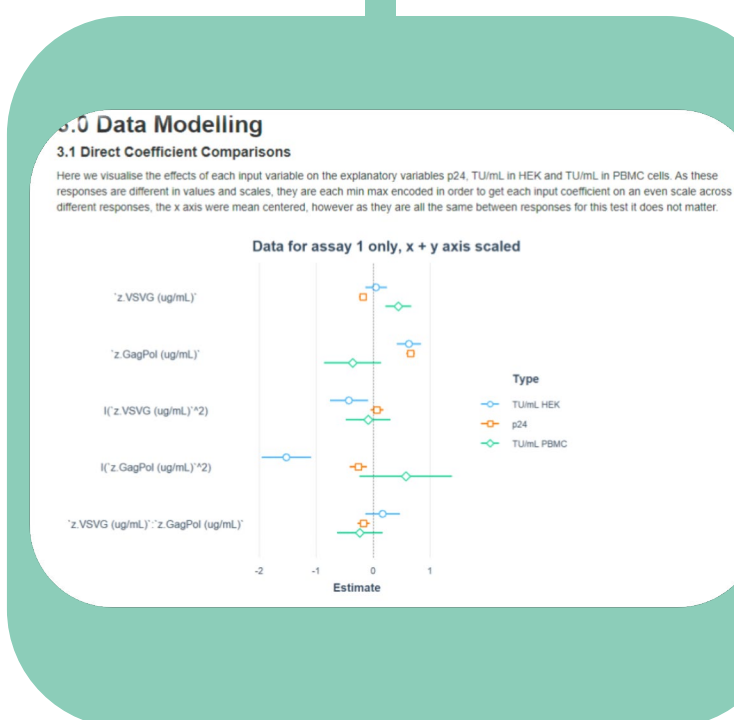 3.0 Data Modelling
3.1 Direct Coefficient Comparisons
Here we visualise the effects of each input variable on the explanatory variables p24, TU/mL in HEK and TU/mL in PBMC cells. As these
responses are different in values and scales, they are each min max encoded in order to get each input coefficient on an even scale across
different responses, the x axis were mean centered, however as they are all the same between responses for this test it does not matter.
Data for assay 1 only, x + y axis scaled
`z.VSVG (ug/mL)`
`z.GagPol (ug/mL)`
I(`z.VSVG (ug/mL)`^2)
I(`z.GagPol (ug/mL)`^2)
`z.VSVG (ug/mL)`:`z.GagPol (ug/mL)`
-2 -1 0 1
Estimate
Type
TU/mL HEK
p24
TU/mL PBMC